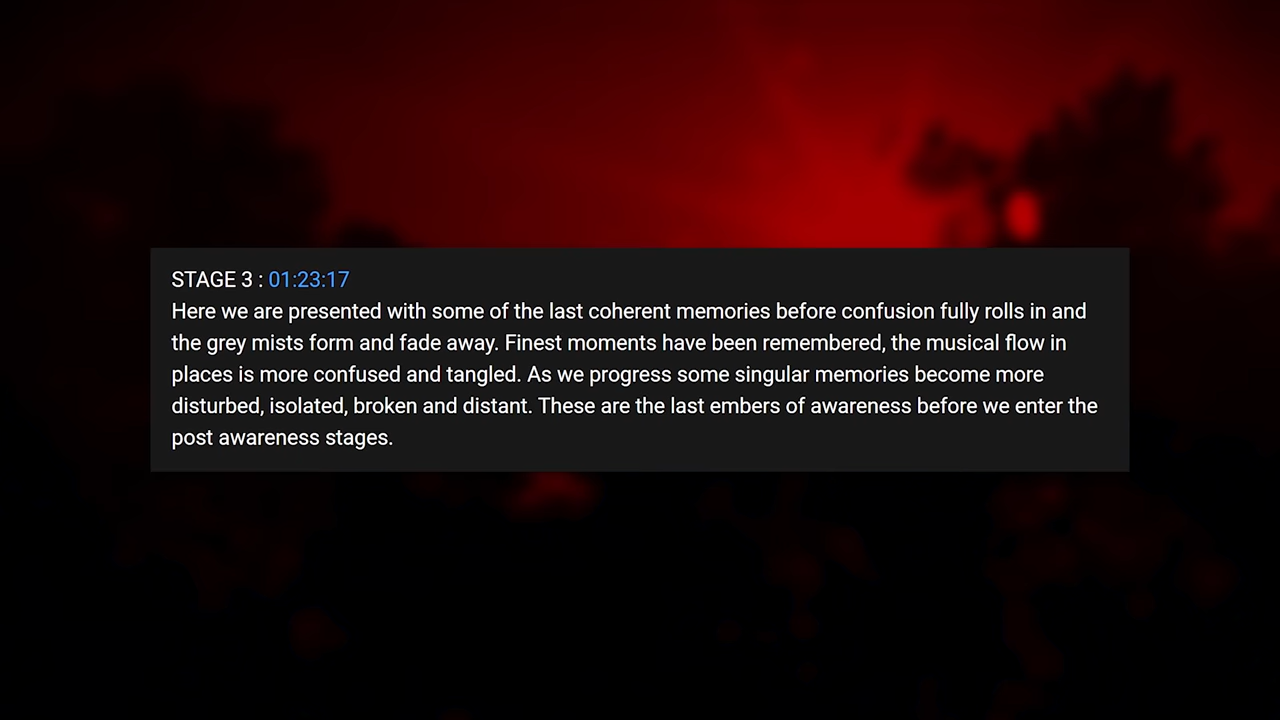 STAGE 3 : 01:23:17
Here we are presented with some of the last coherent memories before confusion fully rolls in and
the grey mists form and fade away. Finest moments have been remembered, the musical flow in
places is more confused and tangled. As we progress some singular memories become more
disturbed, isolated, broken and distant. These are the last embers of awareness before we enter the
post awareness stages.